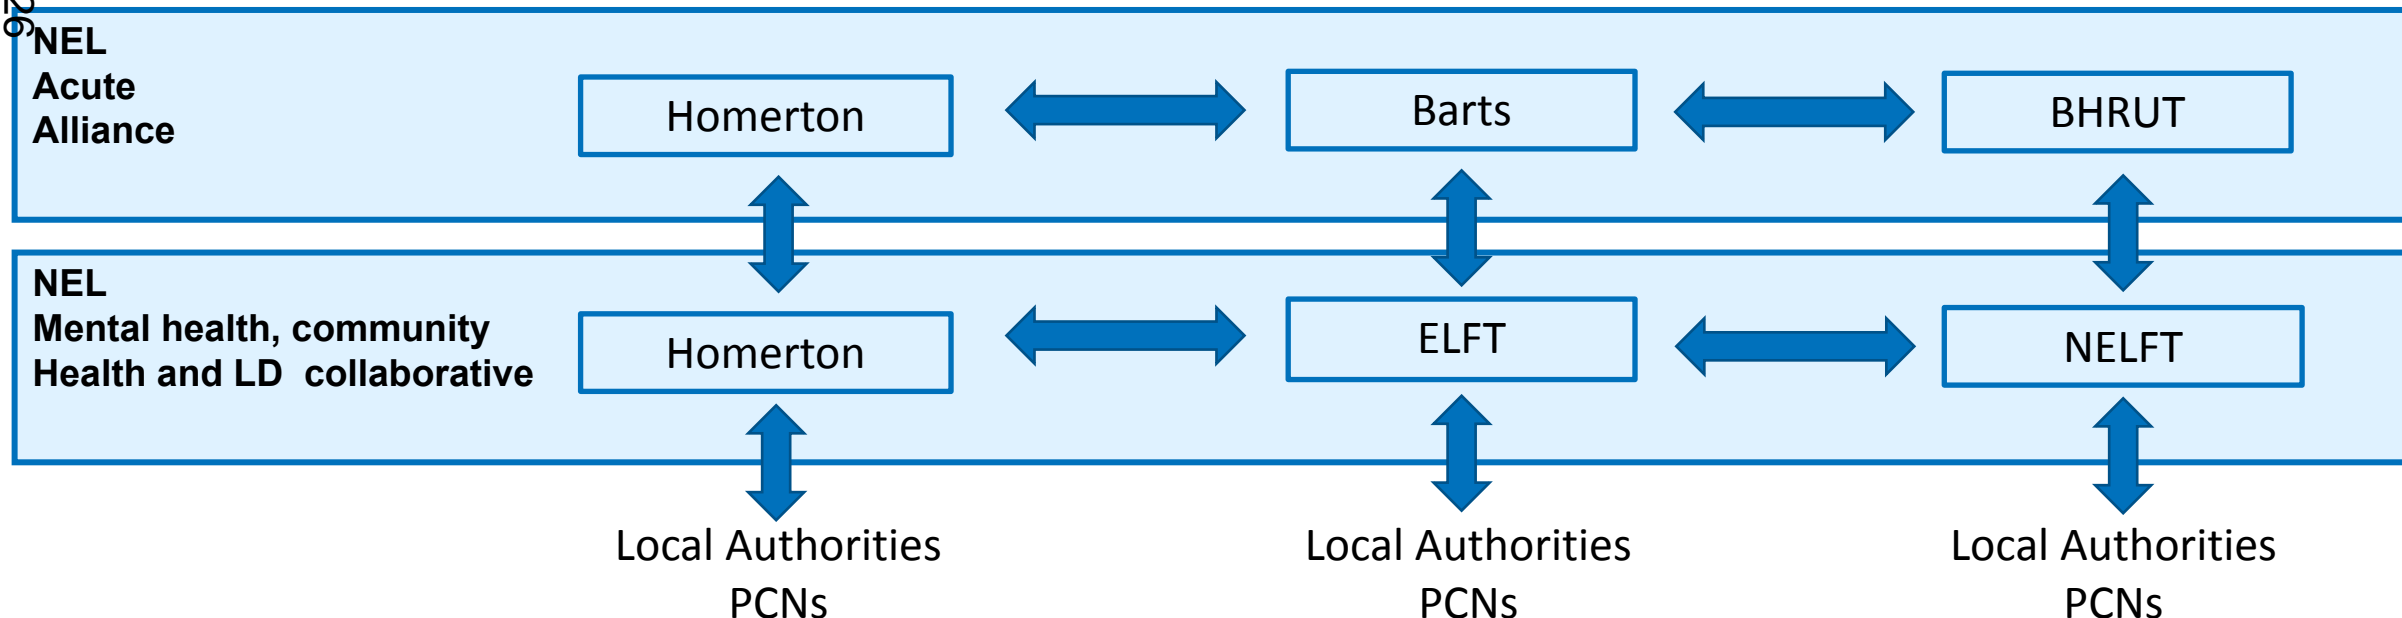 26
NEL
Acute
Alliance
Homerton
Barts
BHRUT
NEL
Mental health, community
Health and LD  collaborative
Homerton
ELFT
NELFT
Local Authorities
PCNs
Local Authorities
PCNs
Local Authorities
PCNs